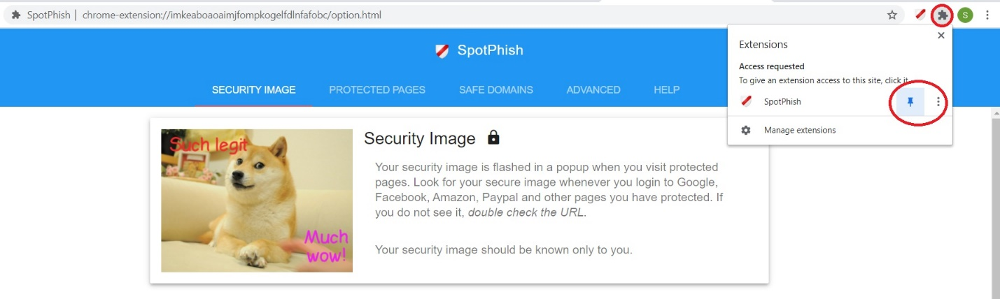 SpotPhish | chrome-extension://imkeaboaoaimjfompkogelfdlnfafobc/option.html
S
SpotPhish
SECURITY IMAGE PROTECTED PAGES SAFE DOMAINS ADVANCED HELP
Extensions
Access requested
To give an extension access to this site, click it.
SpotPhish
Manage extensions
Such legit
Much
wow!
Security Image
Your security image is flashed in a popup when you visit protected
pages. Look for your secure image whenever you login to Google,
Facebook, Amazon, Paypal and other pages you have protected. If
you do not see it, double check the URL.
Your security image should be known only to you.